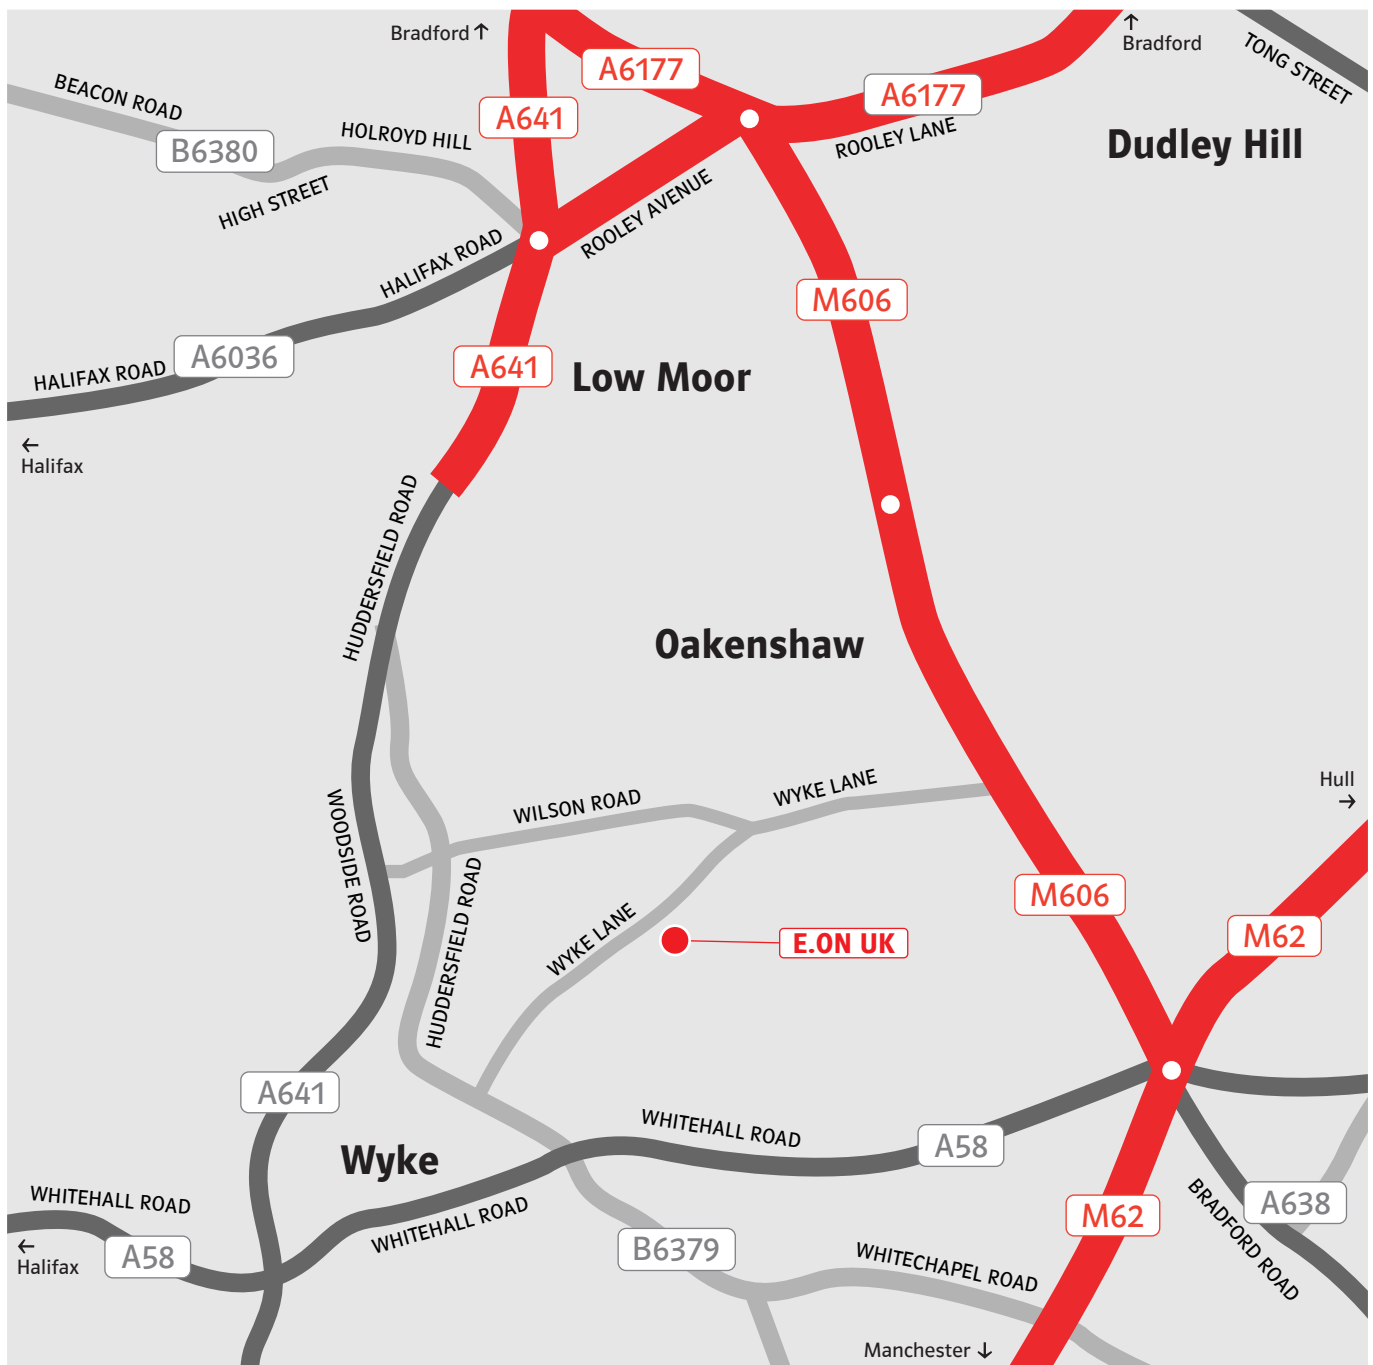 Bradford ↑
↑
Bradford
TONG STREET
A6177
A6177
BEACON ROAD
A641
HOLROYD HILL
ROOLEY LANE
Dudley Hill
B6380
HIGH STREET
ROOLEY AVENUE
HALIFAX ROAD
M606
A6036
A641
Low Moor
HALIFAX ROAD
←
Halifax
HUDDERSFIELD ROAD
Oakenshaw
Hull
→
WYKE LANE
WILSON ROAD
WOODSIDE ROAD
M606
HUDDERSFIELD ROAD
WYKE LANE
E.ON UK
M62
A641
WHITEHALL ROAD
A58
Wyke
WHITEHALL ROAD
A638
M62
BRADFORD ROAD
WHITEHALL ROAD
←
Halifax
A58
B6379
WHITECHAPEL ROAD
Manchester ↓